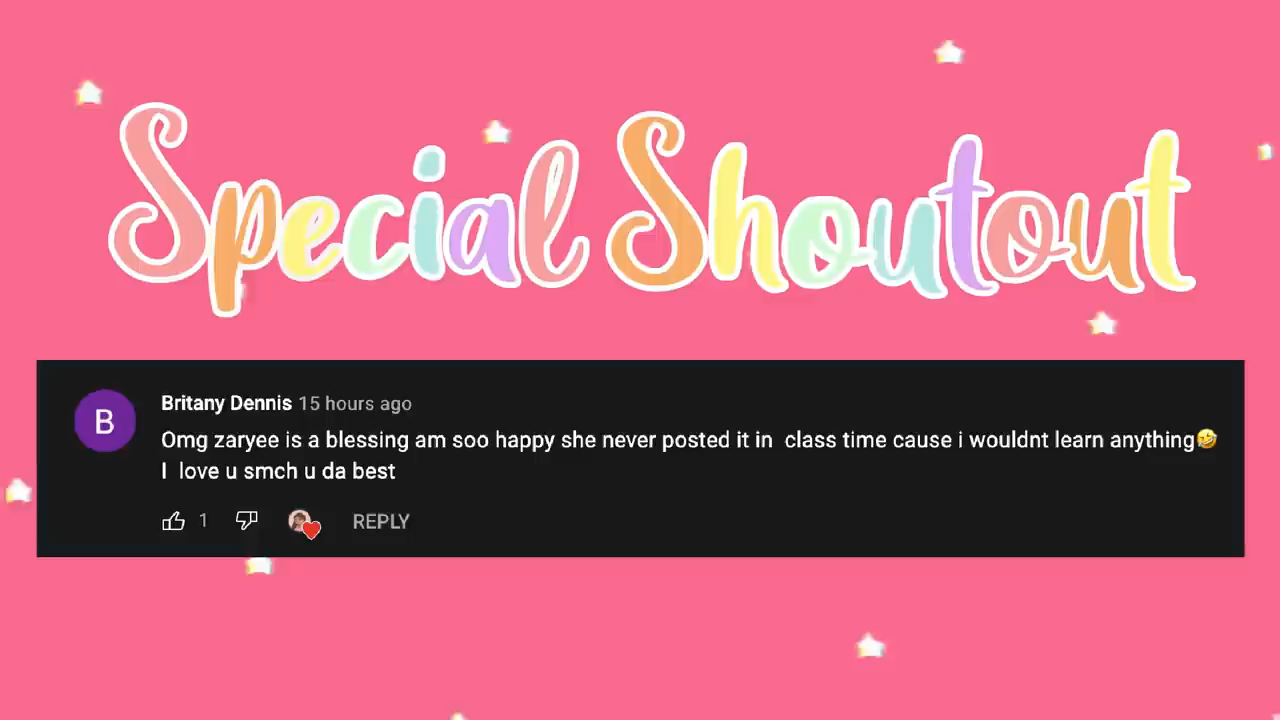 Special Shoutout
B
Britany Dennis 15 hours ago
Omg zaryee is a blessing am soo happy she never posted it in  class time cause i wouldnt learn anything🤣
I  love u smch u da best
1
REPLY